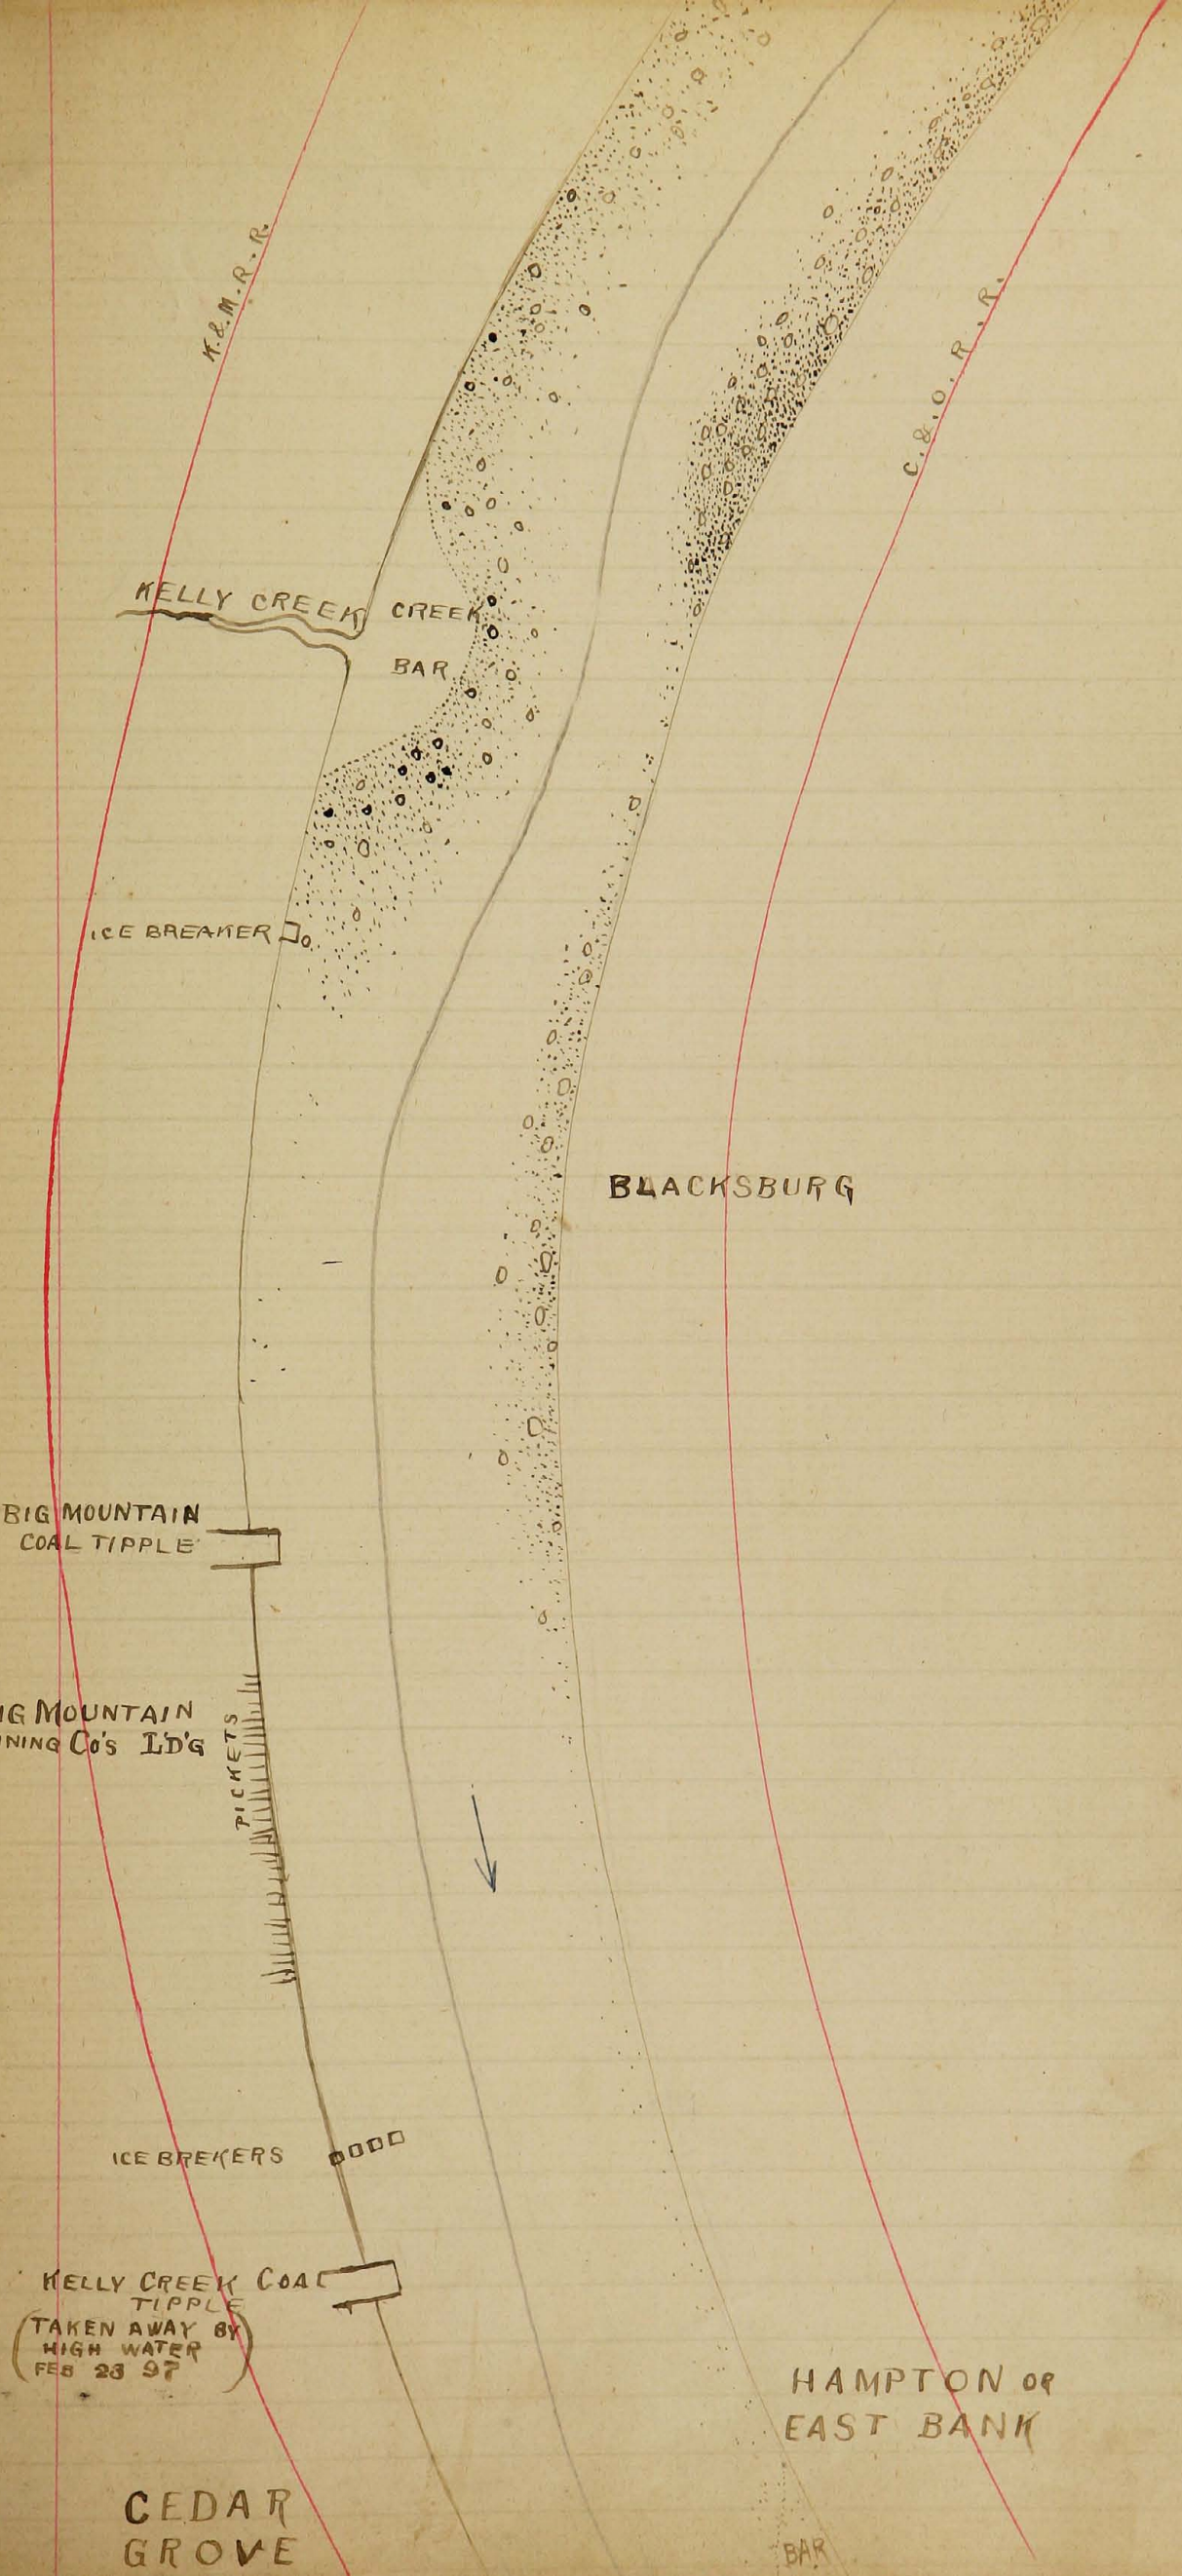 K. & M. R. R.
C. & O. R. R.
KELLY CREEK CREEK
BAR
ICE BREAKER
BLACKSBURG
BIG MOUNTAIN
COAL TIPPLE
IG MOUNTAIN
NING Co's L'D'G
PICKETS
ICE BREKERS
KELLY CREEK COAL
TIPPLE
(TAKEN AWAY BY
HIGH WATER
FEB 23 97)
HAMPTON OR
EAST BANK
CEDAR
GROVE
BAR